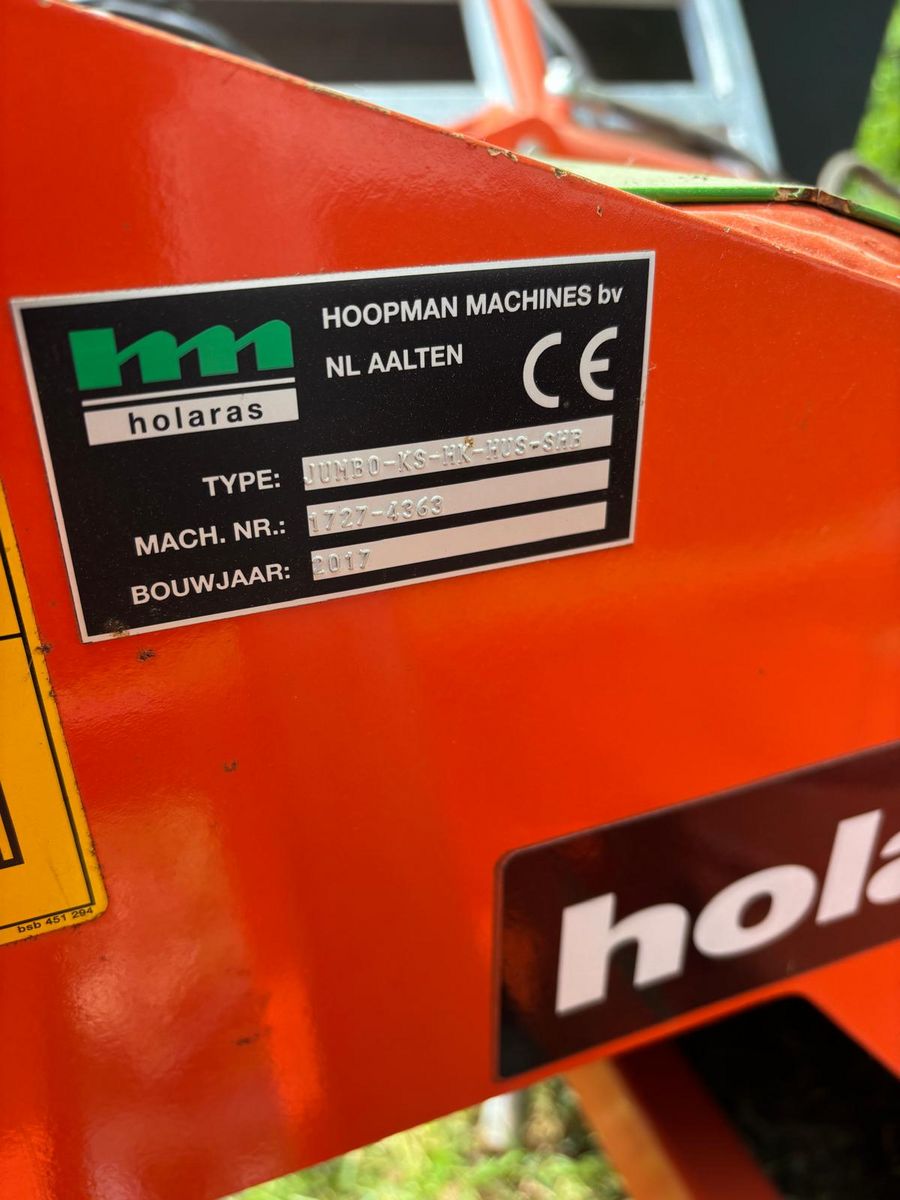 hm
holaras
HOOPMAN MACHINES bv
NL AALTEN
CE
TYPE: JUMBO-KS-HK-HUS-SHB
MACH. NR.: 1727-4363
BOUWJAAR: 2017
bsb 451 294
hola